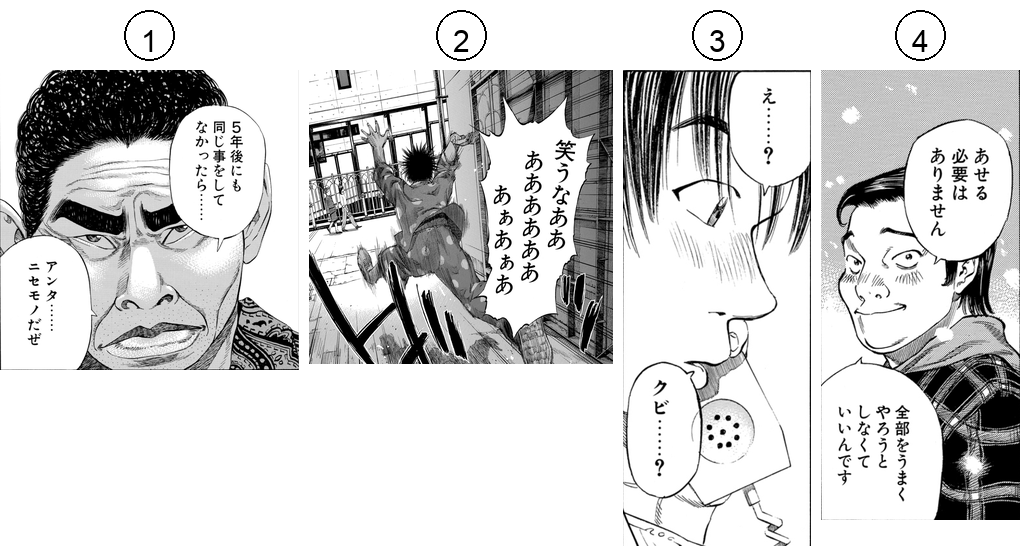 1
2
3
4
5年後にも
同じ事をして
なかったら……
アンタ……
ニセモノだぜ
笑うなああ
ああああああ
あぁあぁあ
え……?
クビ……?
あせる
必要は
ありません
全部をうまく
やろうと
しなくて
いいんです